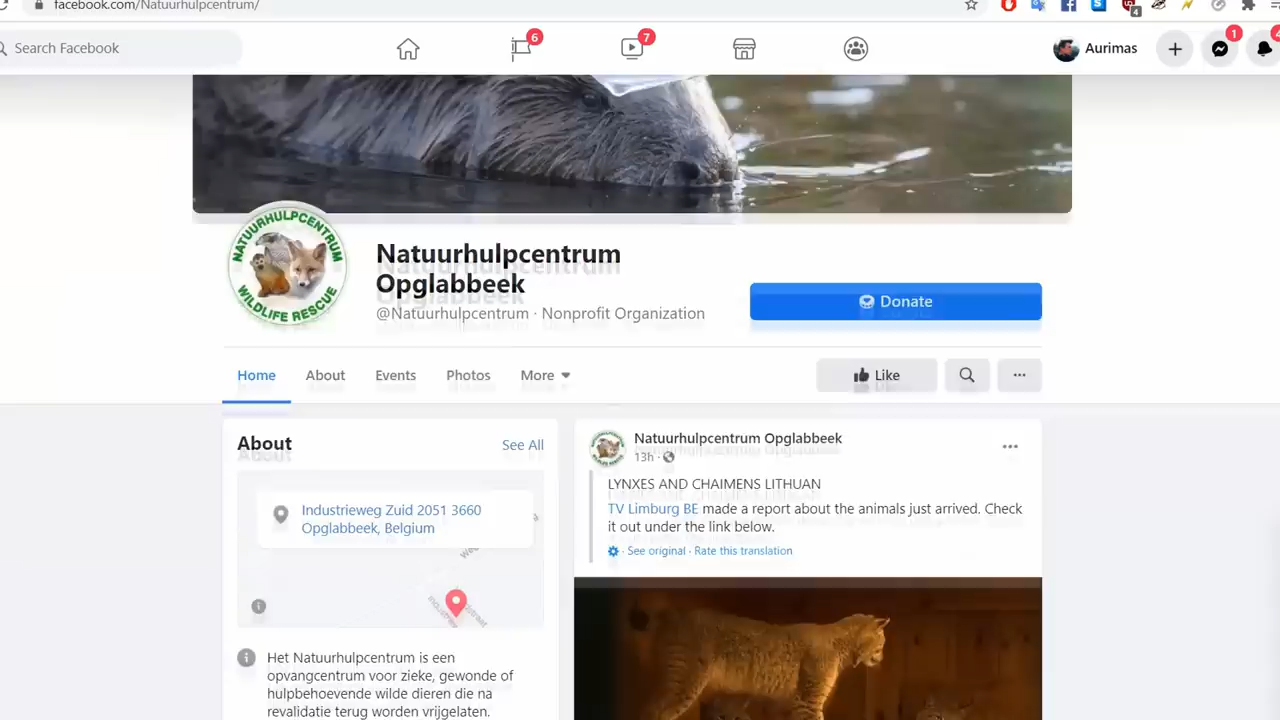 facebook.com/Natuurhulpcentrum/
4
Search Facebook
6
7
Aurimas
1
4
NATUURHULPCENTRUM
WILDLIFE RESCUE
Natuurhulpcentrum
Opglabbeek
@Natuurhulpcentrum · Nonprofit Organization
Donate
Home
About
Events
Photos
More
Like
About
See All
Industrieweg Zuid 2051 3660
Opglabbeek, Belgium
Het Natuurhulpcentrum is een
opvangcentrum voor zieke, gewonde of
hulpbehoevende wilde dieren die na
revalidatie terug worden vrijgelaten.
Natuurhulpcentrum Opglabbeek
13h ·
LYNXES AND CHAIMENS LITHUAN
TV Limburg BE made a report about the animals just arrived. Check
it out under the link below.
· See original · Rate this translation